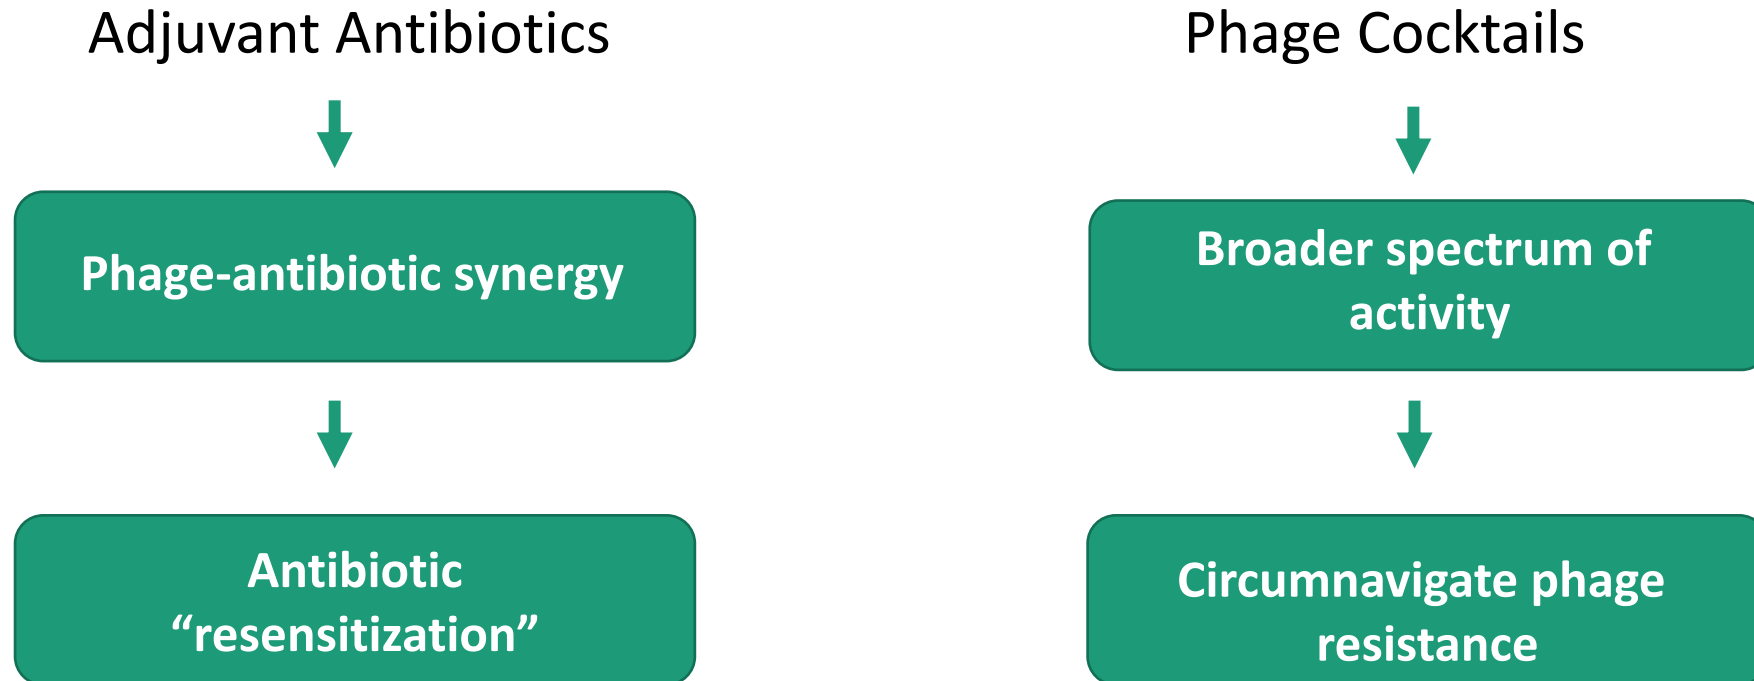 Adjuvant Antibiotics
Phage-antibiotic synergy
Antibiotic
“resensitization”
Phage Cocktails
Broader spectrum of
activity
Circumnavigate phage
resistance